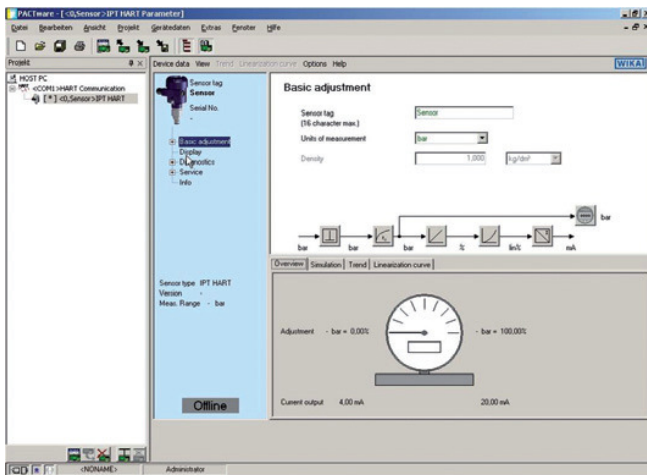 PACTware - [<0,Sensor>IPT HART Parameter]
Datei Bearbeiten Ansicht Projekt Gerätedaten Extras Fenster Hilfe
Projekt
Device data View Trend Linearization curve Options Help
WIKA
HOST PC
<COM1>HART Communication
[ * ] <0,Sensor>IPT HART
Sensor tag
Sensor
Serial No.
-
Basic adjustment
Display
Diagnostics
Service
Info
Sensor type IPT HART
Version -
Meas. Range - bar
Offline
Basic adjustment
Sensor tag Sensor
(16 character max.)
Units of measurement bar
Density 1,000 kg/dm³
bar
bar bar bar % lin% mA
Overview Simulation Trend Linearization curve
Adjustment - bar = 0,00% - bar = 100,00%
Current output 4,00 mA 20,00 mA
<NONAME> Administrator